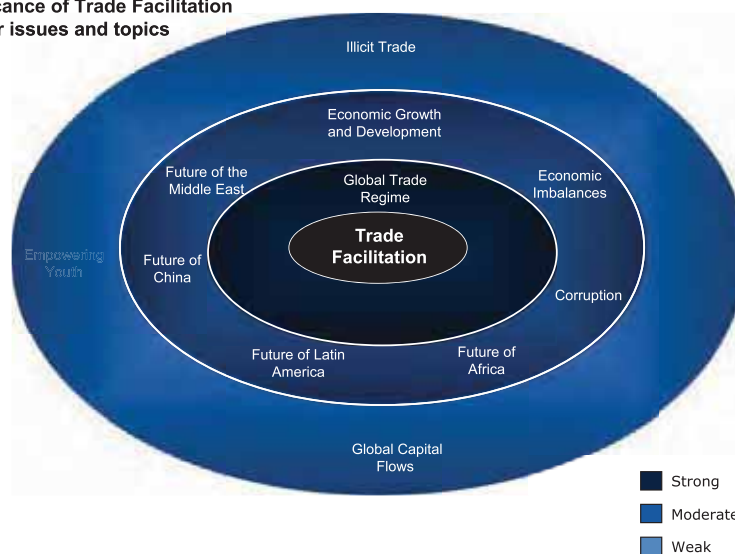 cance of Trade Facilitation
r issues and topics
Illicit Trade
Economic Growth
and Development
Future of the
Middle East
Economic
Imbalances
Global Trade
Regime
Trade
Facilitation
Empowering
Youth
Future of
China
Corruption
Future of Latin
America
Future of
Africa
Global Capital
Flows
Strong
Moderate
Weak